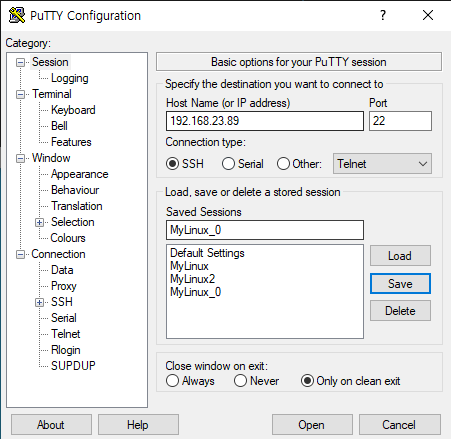 PuTTY Configuration
?
Category:
Session
Logging
Terminal
Keyboard
Bell
Features
Window
Appearance
Behaviour
Translation
Selection
Colours
Connection
Data
Proxy
SSH
Serial
Telnet
Rlogin
SUPDUP
Basic options for your PuTTY session
Specify the destination you want to connect to
Host Name (or IP address) Port
192.168.23.89 22
Connection type:
SSH Serial Other: Telnet
Load, save or delete a stored session
Saved Sessions
MyLinux_0
Default Settings
MyLinux
MyLinux2
MyLinux_0
Load
Save
Delete
Close window on exit:
Always Never Only on clean exit
About Help Open Cancel